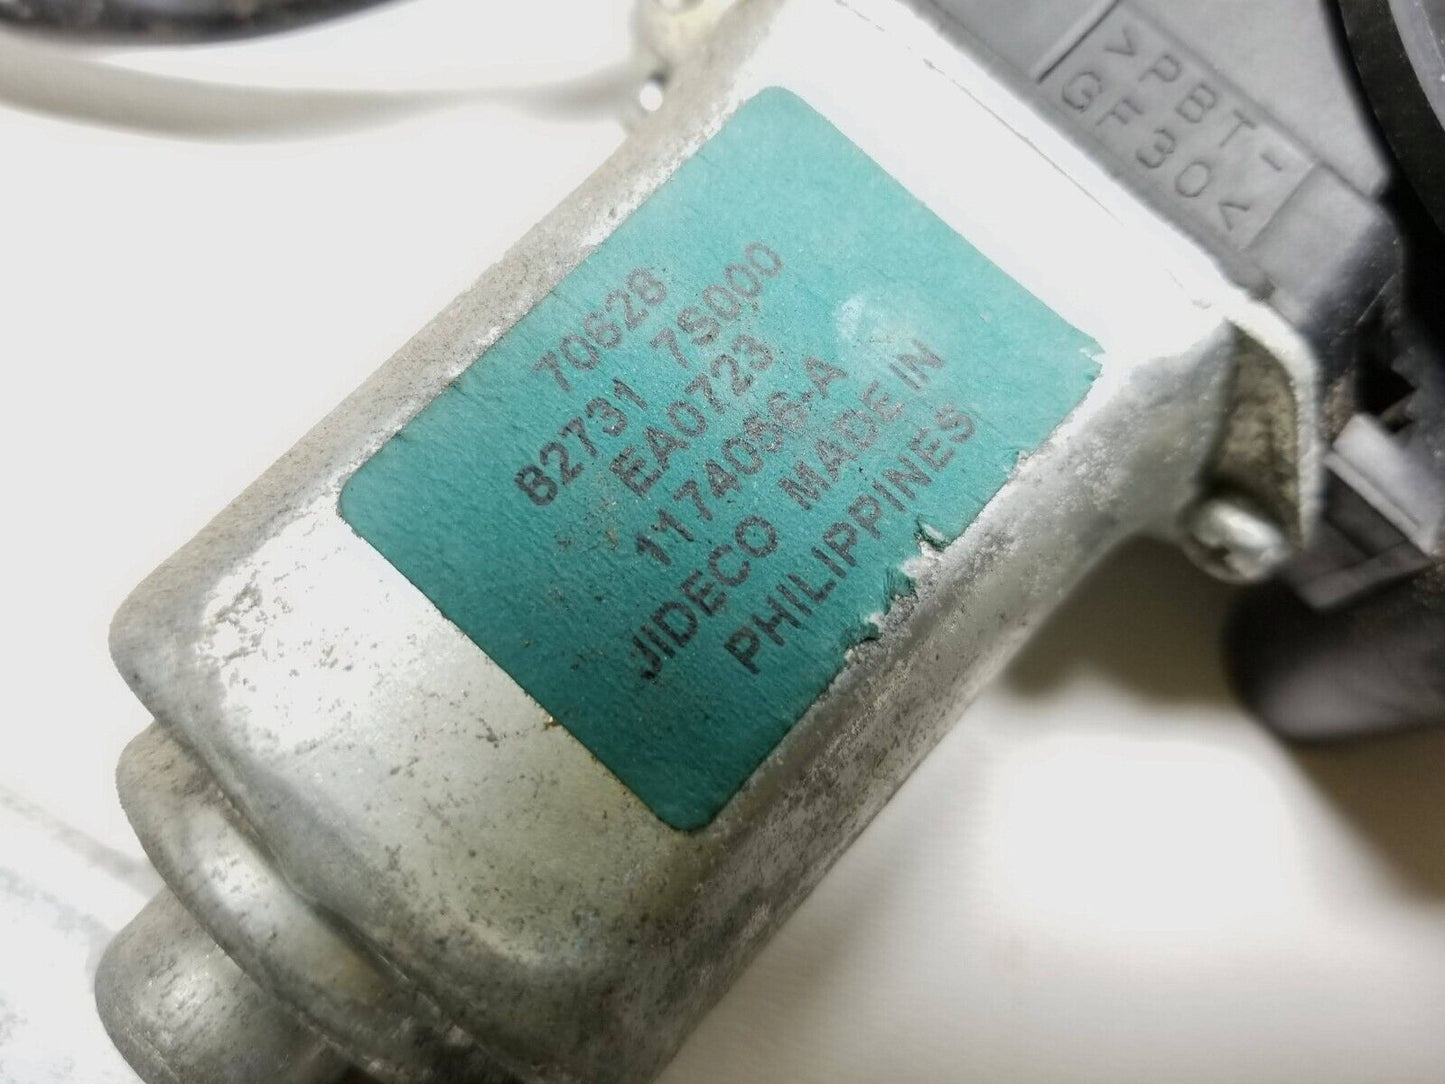 >PBT-
GF30<
70628
82731 7S000
EA0723
1174056-A
JIDECO MADE IN
PHILIPPINES